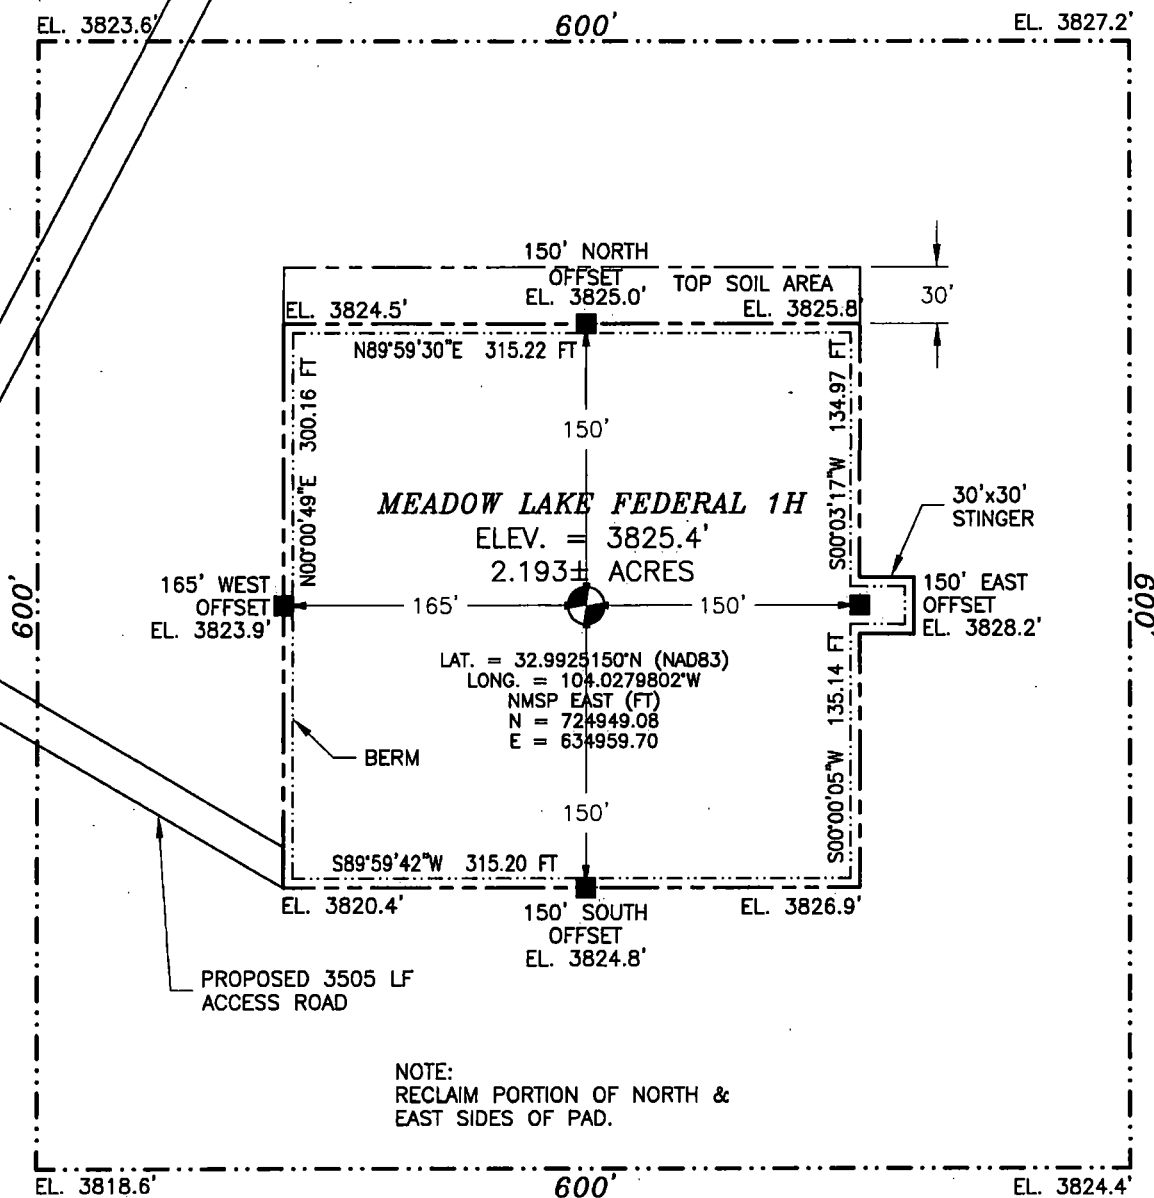 EL. 3823.6'
600'
EL. 3827.2'
150' NORTH
OFFSET
EL. 3825.0'
TOP SOIL AREA
30'
EL. 3824.5'
EL. 3825.8'
N89°59'30"E 315.22 FT
N00°00'49"E 300.16 FT
S00°03'17"W 134.97 FT
150'
MEADOW LAKE FEDERAL 1H
ELEV. = 3825.4'
2.193± ACRES
30'x30'
STINGER
600'
165' WEST
OFFSET
EL. 3823.9'
165'
150'
150' EAST
OFFSET
EL. 3828.2'
600'
LAT. = 32.9925150°N (NAD83)
LONG. = 104.0279802°W
NMSP EAST (FT)
N = 724949.08
E = 634959.70
BERM
S00°00'05"W 135.14 FT
150'
S89°59'42"W 315.20 FT
EL. 3820.4'
EL. 3826.9'
150' SOUTH
OFFSET
EL. 3824.8'
PROPOSED 3505 LF
ACCESS ROAD
NOTE:
RECLAIM PORTION OF NORTH &
EAST SIDES OF PAD.
EL. 3818.6'
600'
EL. 3824.4'